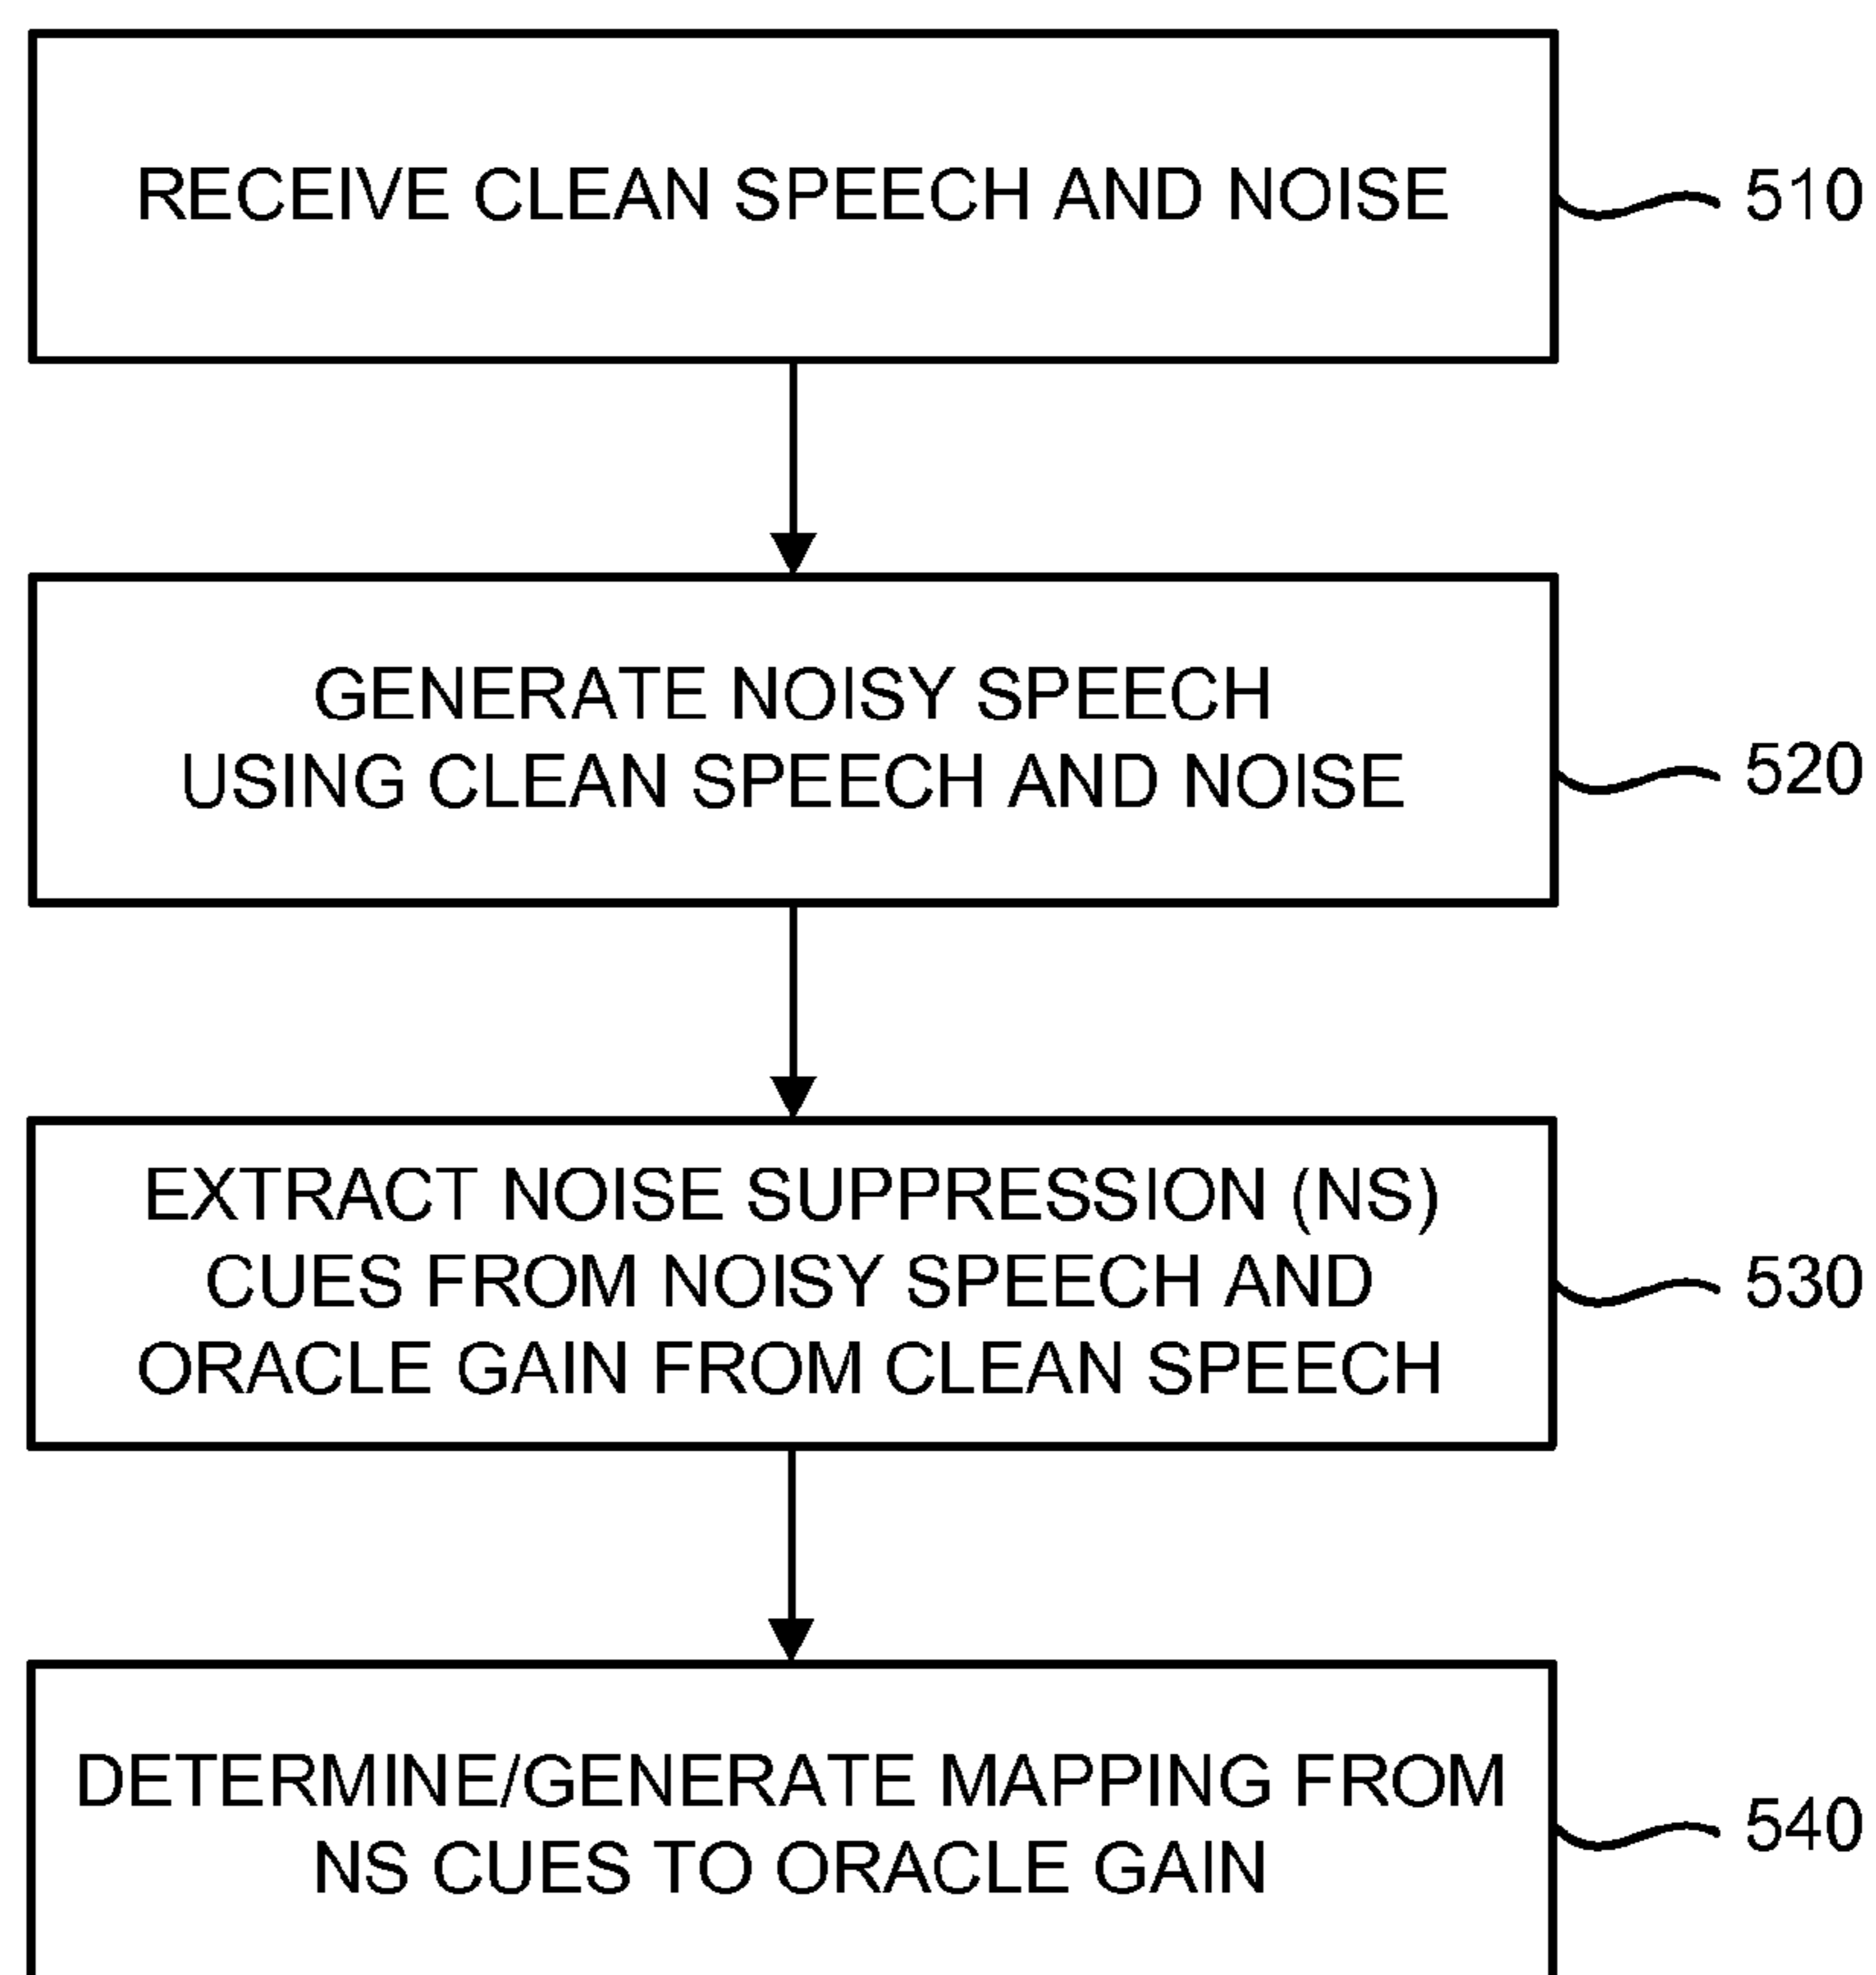 RECEIVE CLEAN SPEECH AND NOISE
510
GENERATE NOISY SPEECH
USING CLEAN SPEECH AND NOISE
520
EXTRACT NOISE SUPPRESSION (NS)
CUES FROM NOISY SPEECH AND
ORACLE GAIN FROM CLEAN SPEECH
530
DETERMINE/GENERATE MAPPING FROM
NS CUES TO ORACLE GAIN
540